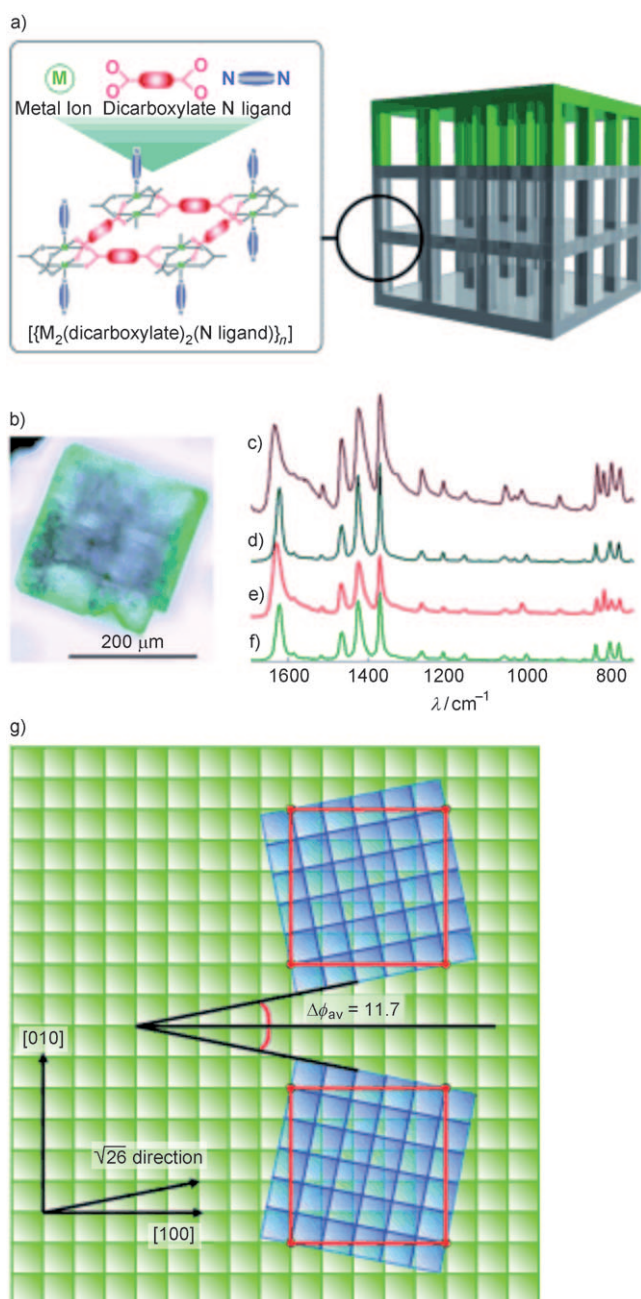 a)
M
O O
O O
N N
Metal Ion Dicarboxylate N ligand
[{M₂(dicarboxylate)₂(N ligand)}ₙ]
b)
200 μm
c)
d)
e)
f)
1600 1400 1200 1000 800
λ/cm⁻¹
g)
Δϕav = 11.7
[010]
√26 direction
[100]